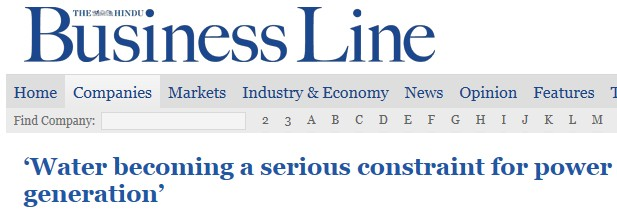 THE HINDU
Business Line
Home Companies Markets Industry & Economy News Opinion Features
Find Company: 2 3 A B C D E F G H I J K L M
‘Water becoming a serious constraint for power
generation’